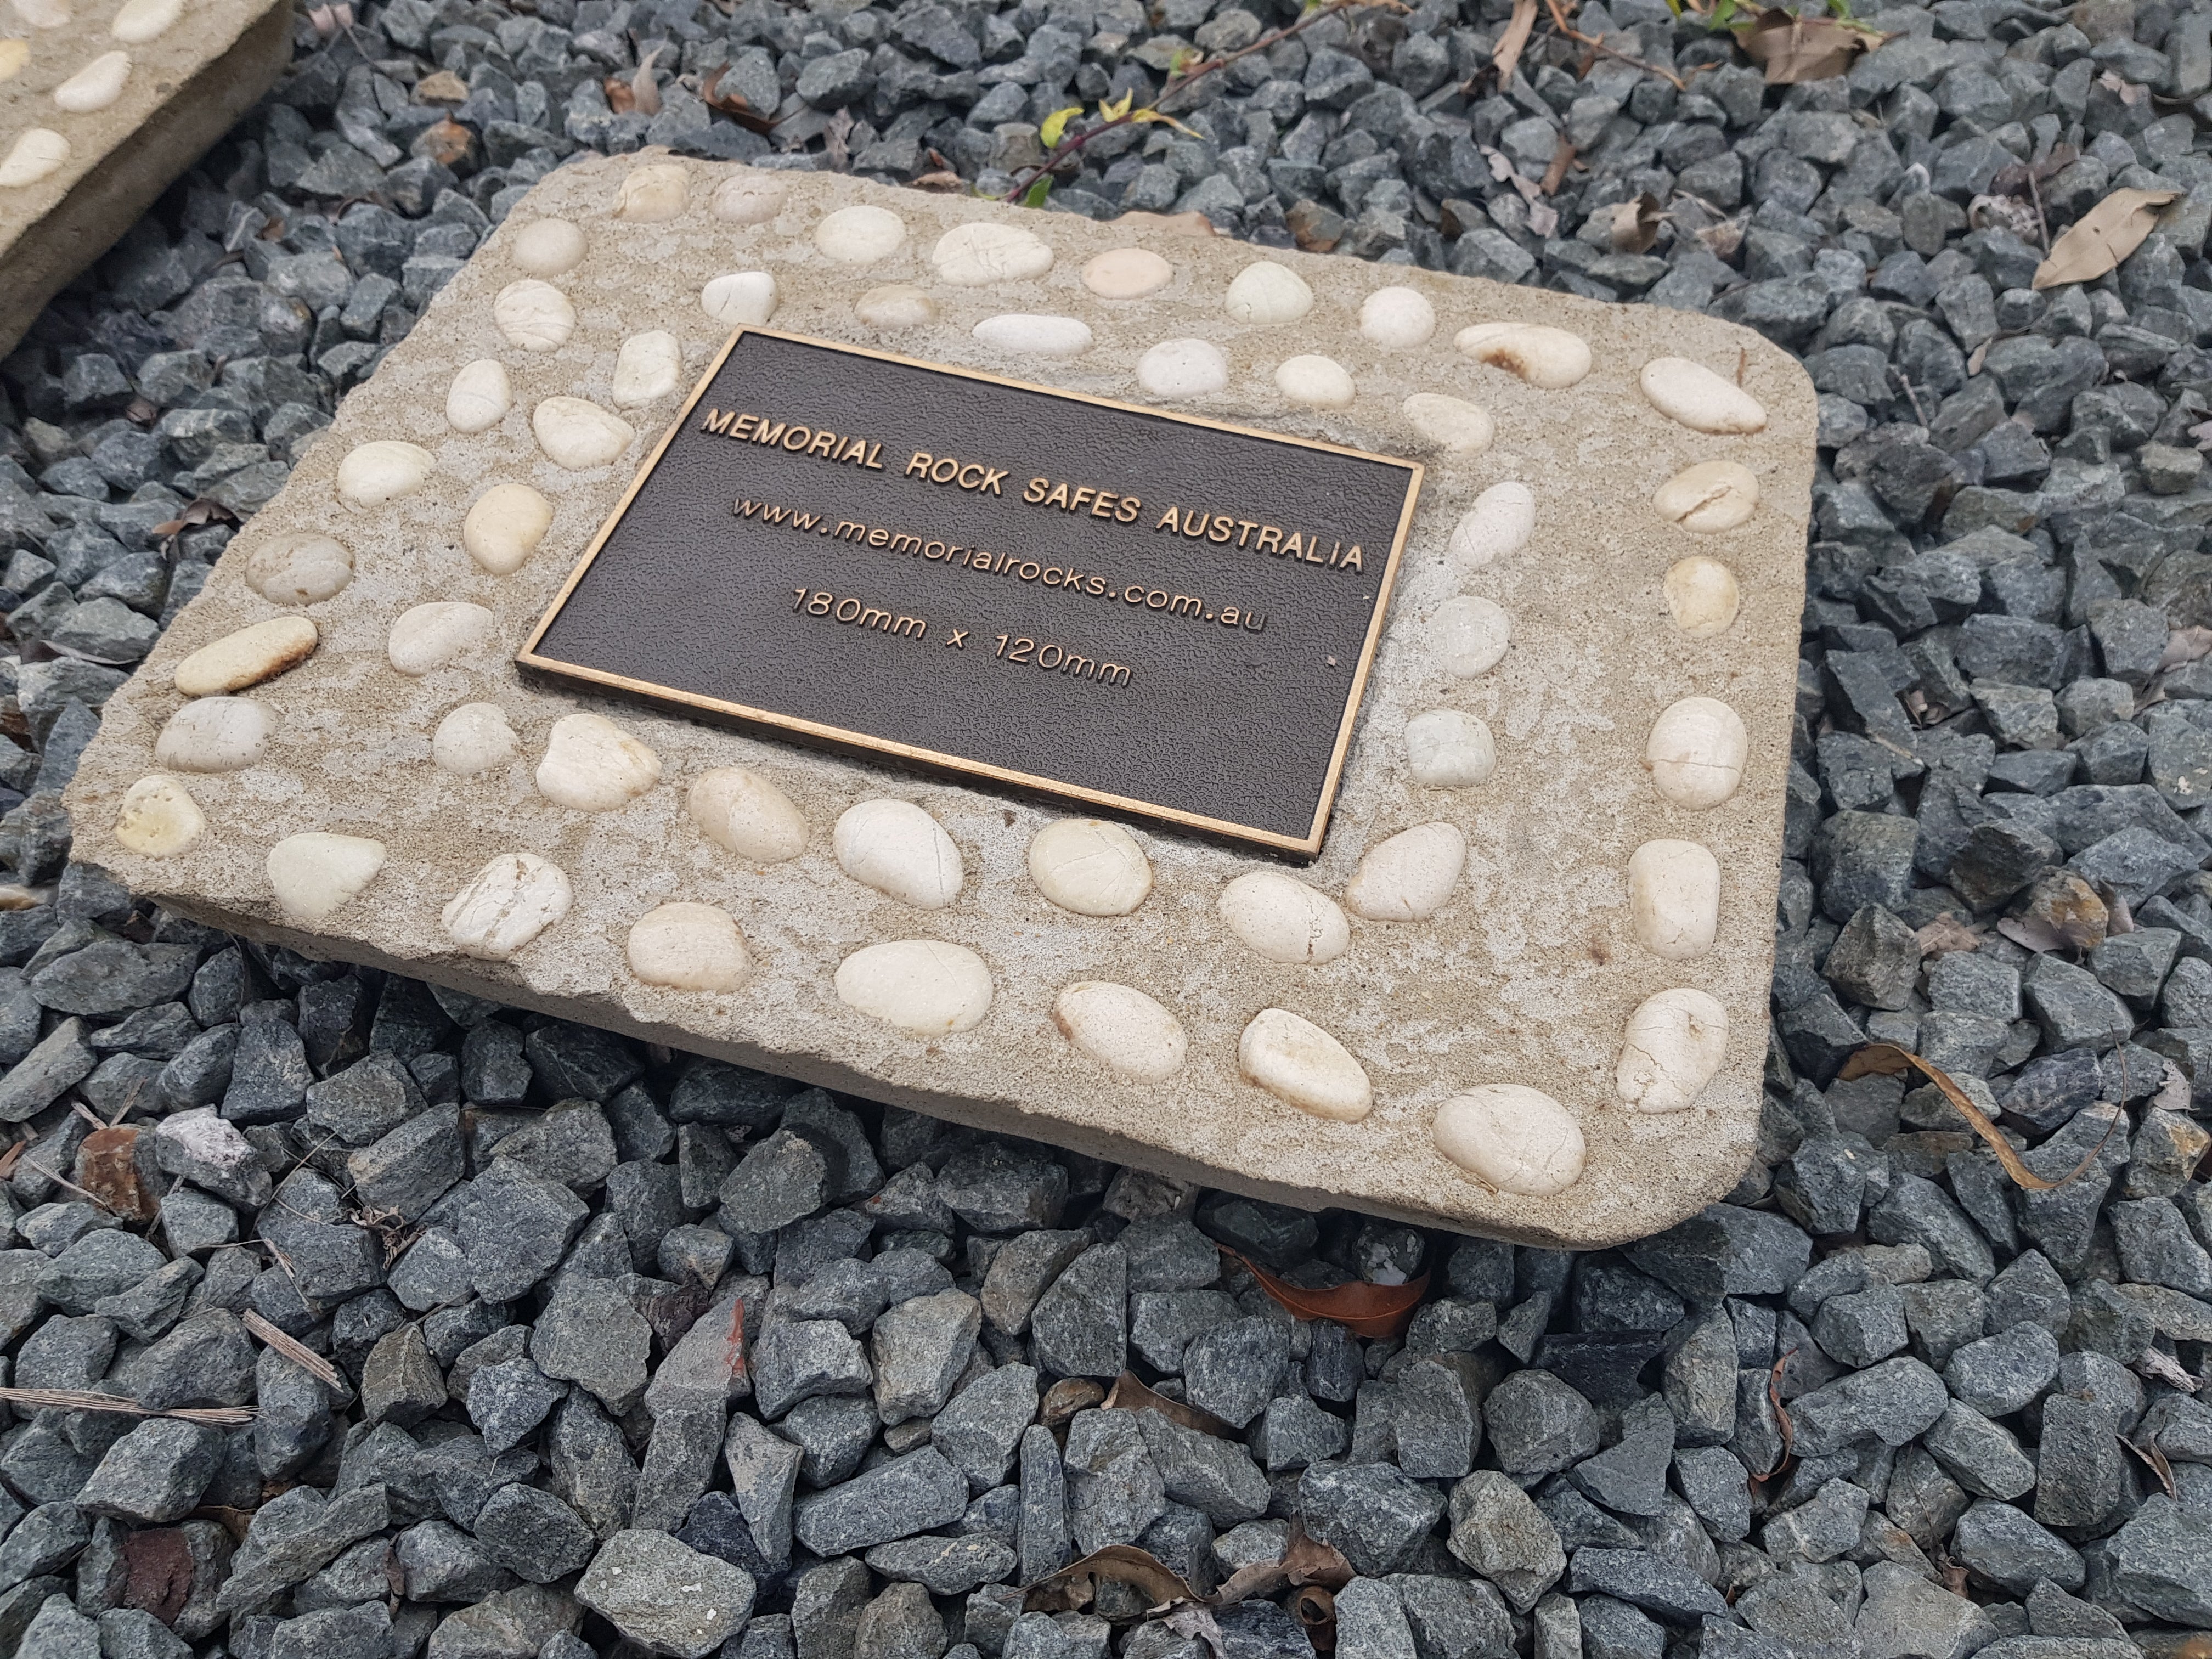 MEMORIAL ROCK SAFES AUSTRALIA
www.memorialrocks.com.au
180mm x 120mm